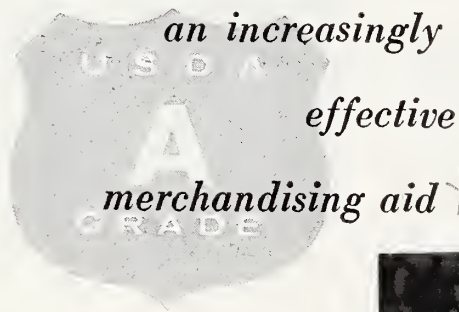 an increasingly
USDA
effective
A
merchandising aid
GRADE